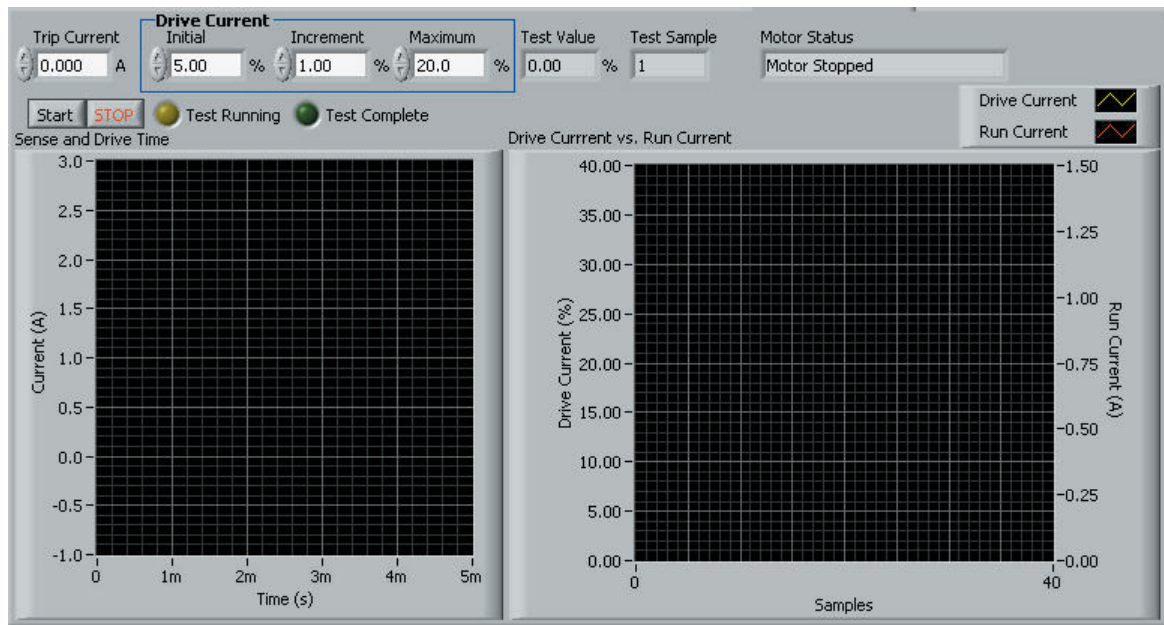 Drive Current
Trip Current Initial Increment Maximum Test Value Test Sample Motor Status
0.000 A 5.00 % 1.00 % 20.0 % 0.00 % 1 Motor Stopped
Start STOP Test Running Test Complete
Drive Current
Run Current
Sense and Drive Time
3.0
2.5
2.0
1.5
1.0
0.5
0.0
-0.5
-1.0
Current (A)
0 1m 2m 3m 4m 5m
Time (s)
Drive Currrent vs. Run Current
40.00
35.00
30.00
25.00
20.00
15.00
10.00
5.00
0.00
Drive Current (%)
1.50
1.25
1.00
0.75
0.50
0.25
0.00
Run Current (A)
0 40
Samples